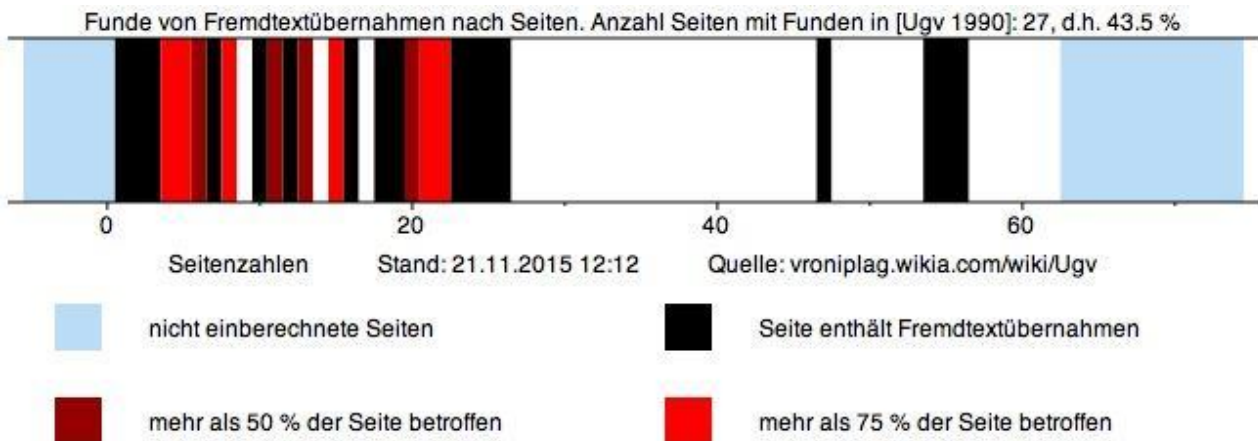 Funde von Fremdtextübernahmen nach Seiten. Anzahl Seiten mit Funden in [Ugv 1990]: 27, d.h. 43.5 %
0 20 40 60
Seitenzahlen Stand: 21.11.2015 12:12 Quelle: vroniplag.wikia.com/wiki/Ugv
nicht einberechnete Seiten Seite enthält Fremdtextübernahmen
mehr als 50 % der Seite betroffen mehr als 75 % der Seite betroffen